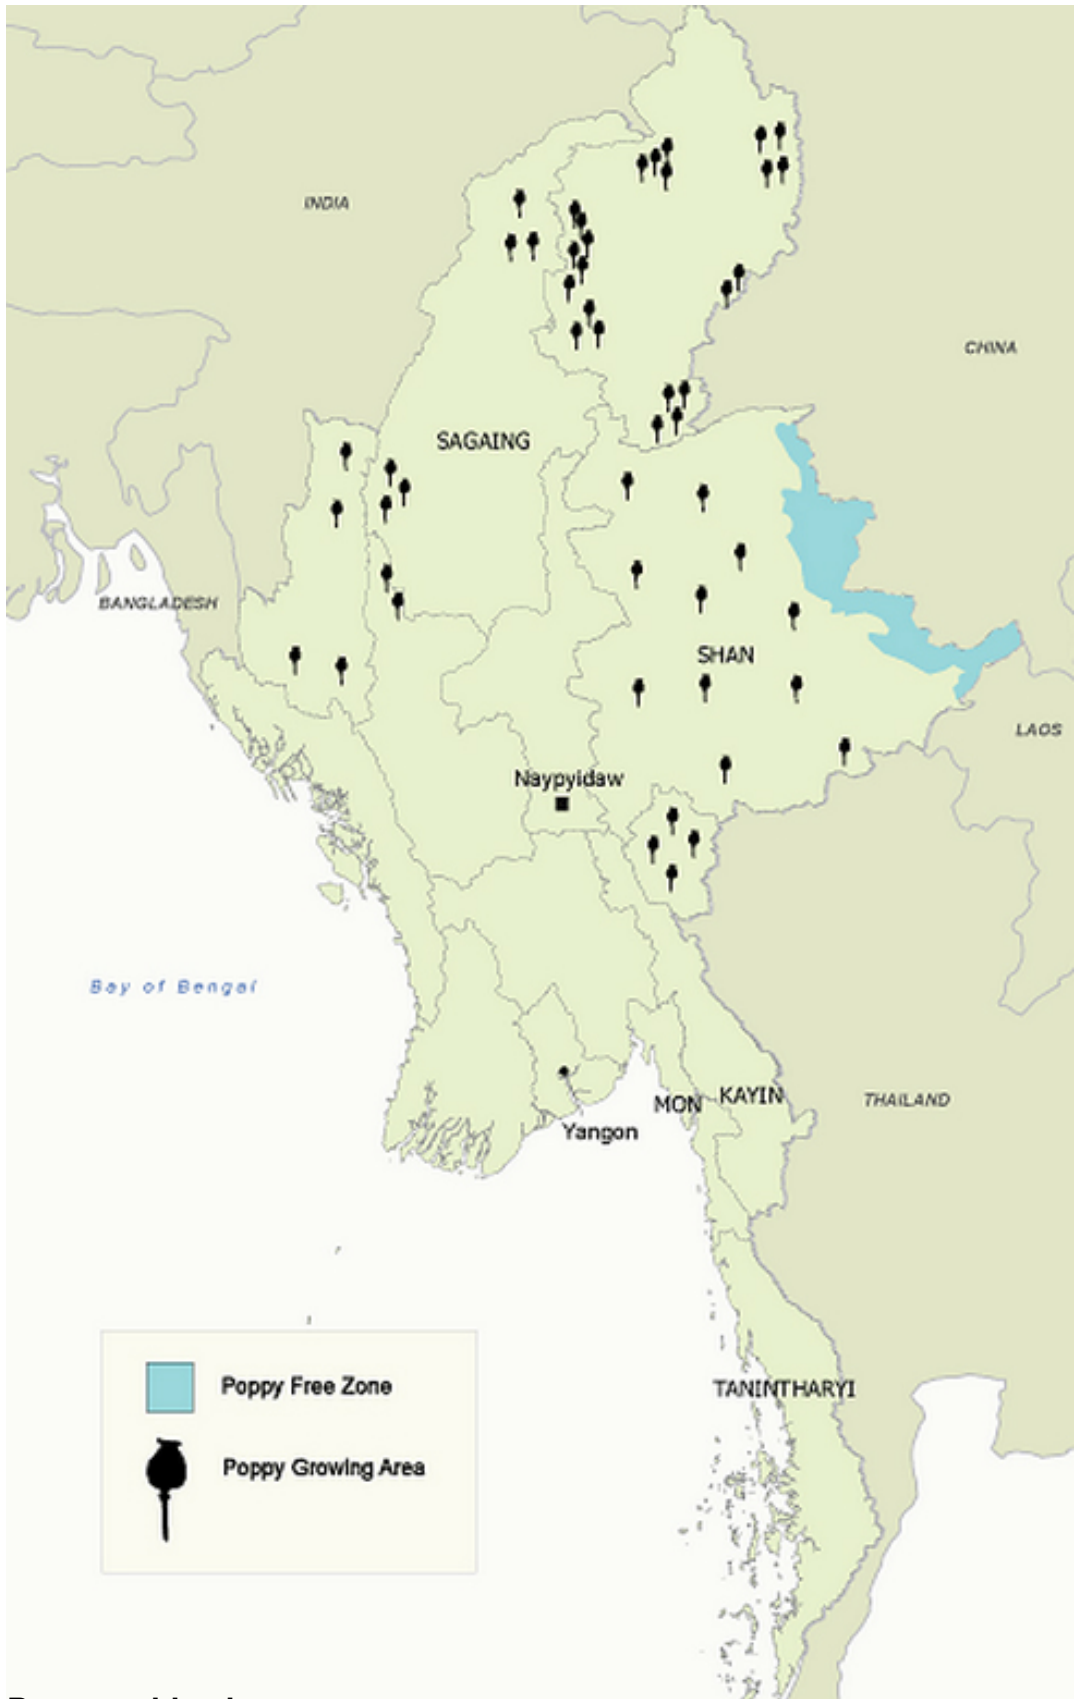 INDIA
CHINA
SAGAING
BANGLADESH
SHAN
LAOS
Naypyidaw
Bay of Bengal
MON
KAYIN
THAILAND
Yangon
TANINTHARYI
Poppy Free Zone
Poppy Growing Area